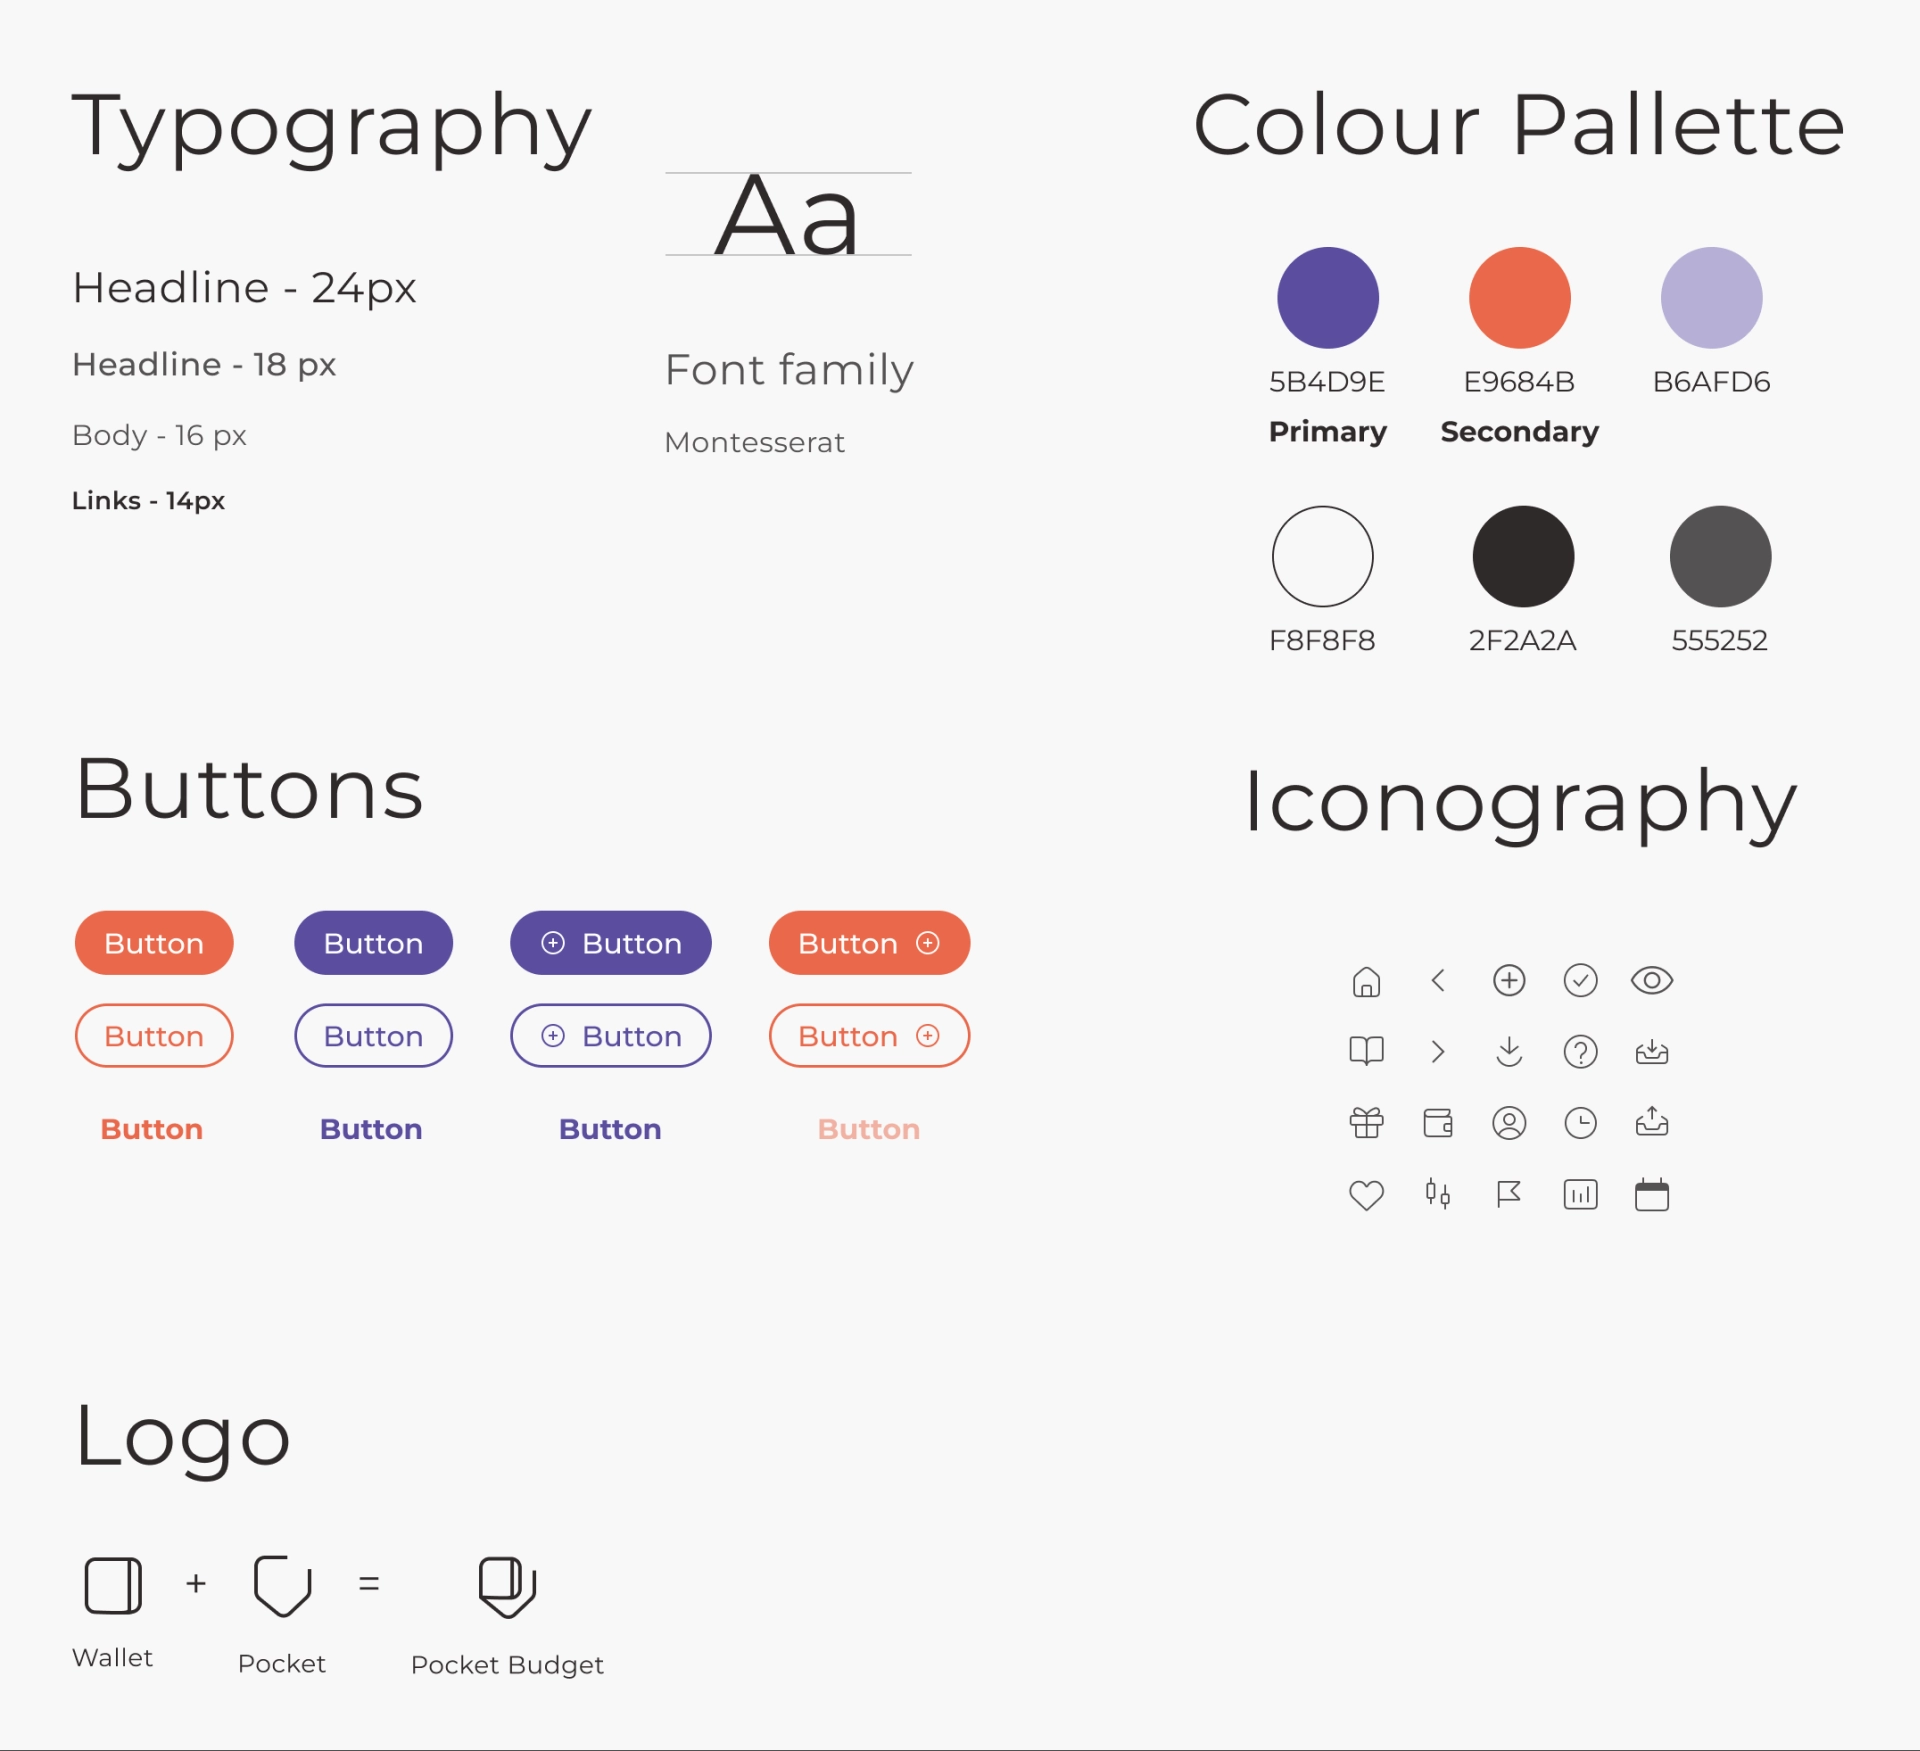 Typography
Aa
Headline - 24px
Headline - 18 px
Body - 16 px
Links - 14px
Font family
Montesserat
Colour Pallette
5B4D9E
E9684B
B6AFD6
Primary
Secondary
F8F8F8
2F2A2A
555252
Buttons
Button
Button
Button
Button
Button
Button
Button
Button
Button
Button
Button
Button
Iconography
Logo
+
=
Wallet
Pocket
Pocket Budget